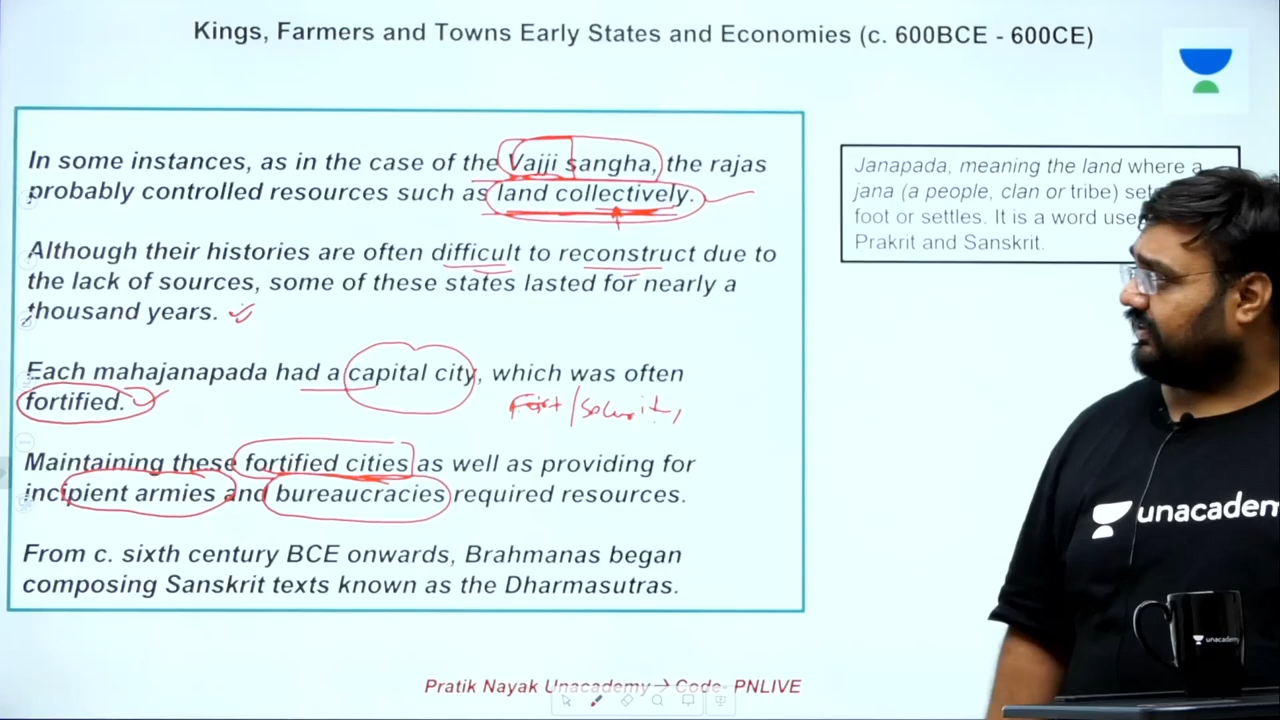 Kings, Farmers and Towns Early States and Economies (c. 600BCE - 600CE)
In some instances, as in the case of the Vajji sangha, the rajas
probably controlled resources such as land collectively.
Although their histories are often difficult to reconstruct due to
the lack of sources, some of these states lasted for nearly a
thousand years.
Each mahajanapada had a capital city, which was often
fortified.
Maintaining these fortified cities as well as providing for
incipient armies and bureaucracies required resources.
From c. sixth century BCE onwards, Brahmanas began
composing Sanskrit texts known as the Dharmasutras.
Janapada, meaning the land where a
jana (a people, clan or tribe) set
foot or settles. It is a word use
Prakrit and Sanskrit.
unacadem
unacademy
Pratik Nayak Unacademy → Code- PNLIVE